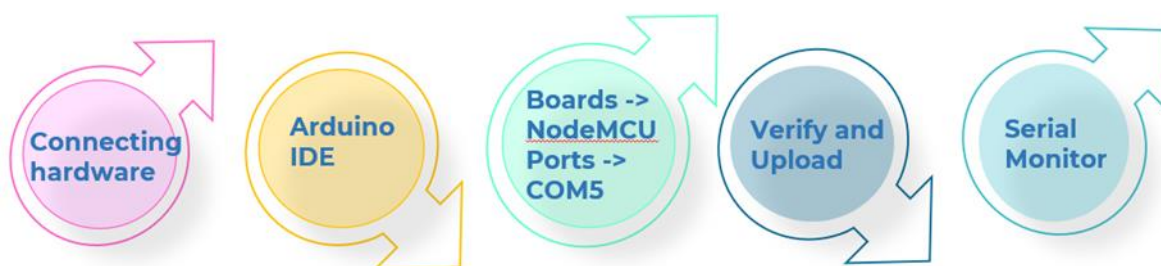 Connecting
hardware
Arduino
IDE
Boards ->
NodeMCU
Ports ->
COM5
Verify and
Upload
Serial
Monitor